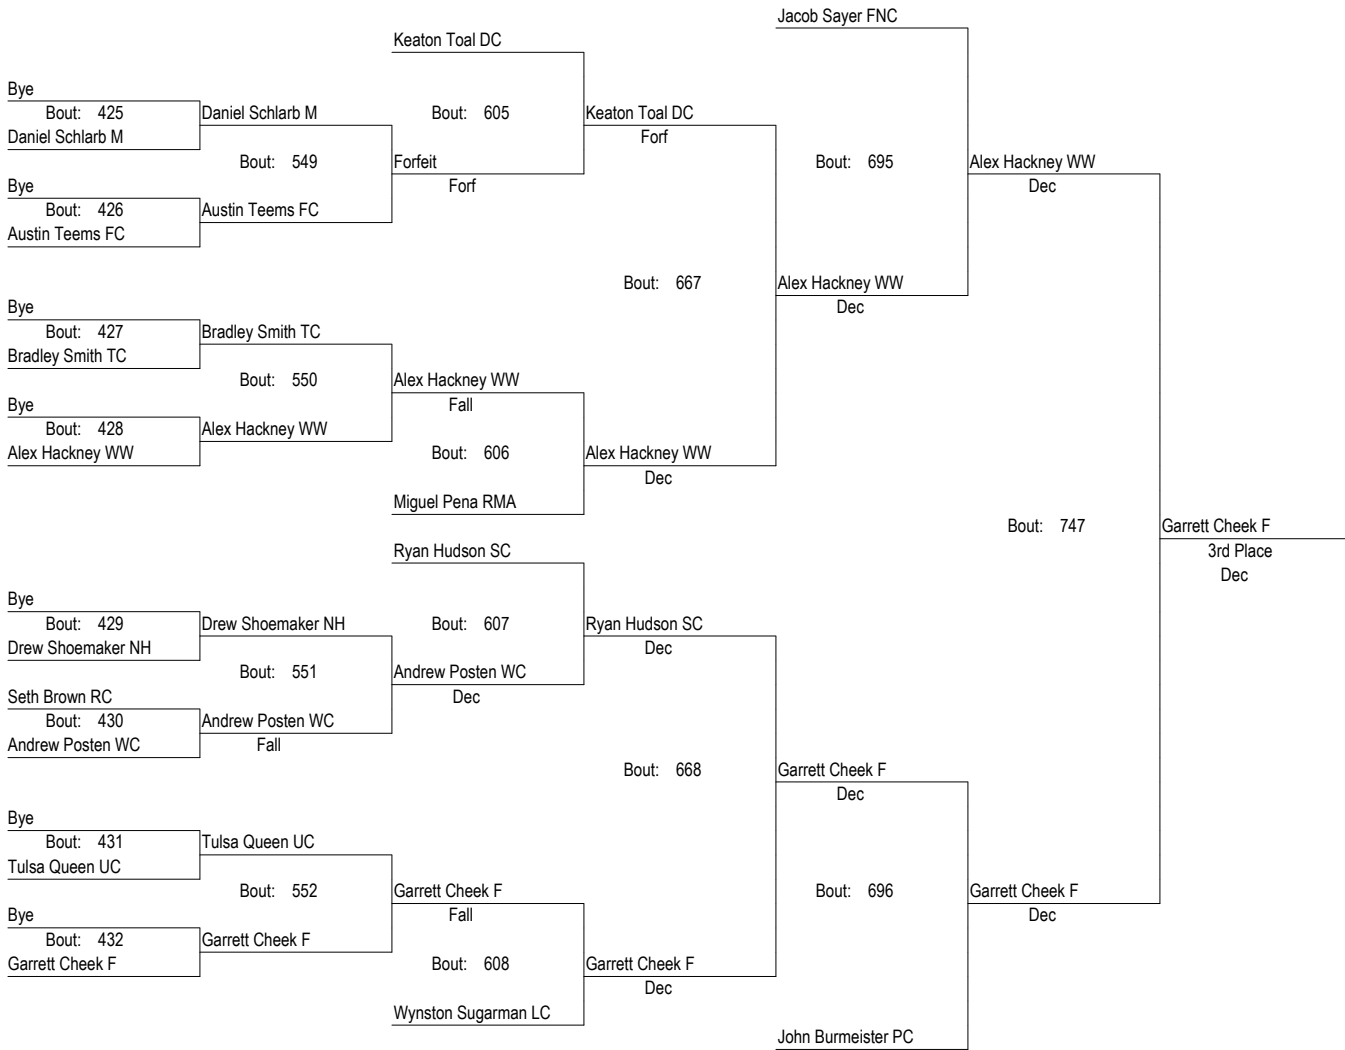 Jacob Sayer FNC
Keaton Toal DC
Bye
Bout: 425
Daniel Schlarb M
Daniel Schlarb M
Bout: 605
Keaton Toal DC
Forf
Bout: 549
Forfeit
Forf
Bout: 695
Alex Hackney WW
Dec
Bye
Bout: 426
Austin Teems FC
Austin Teems FC
Bout: 667
Alex Hackney WW
Dec
Bye
Bout: 427
Bradley Smith TC
Bradley Smith TC
Bout: 550
Alex Hackney WW
Fall
Bye
Bout: 428
Alex Hackney WW
Alex Hackney WW
Bout: 606
Alex Hackney WW
Dec
Miguel Pena RMA
Bout: 747
Garrett Cheek F
3rd Place
Dec
Ryan Hudson SC
Bye
Bout: 429
Drew Shoemaker NH
Drew Shoemaker NH
Bout: 607
Ryan Hudson SC
Dec
Bout: 551
Andrew Posten WC
Dec
Seth Brown RC
Bout: 430
Andrew Posten WC
Andrew Posten WC
Fall
Bout: 668
Garrett Cheek F
Dec
Bye
Bout: 431
Tulsa Queen UC
Tulsa Queen UC
Bout: 552
Garrett Cheek F
Fall
Bout: 696
Garrett Cheek F
Dec
Bye
Bout: 432
Garrett Cheek F
Garrett Cheek F
Bout: 608
Garrett Cheek F
Dec
Wynston Sugarman LC
John Burmeister PC